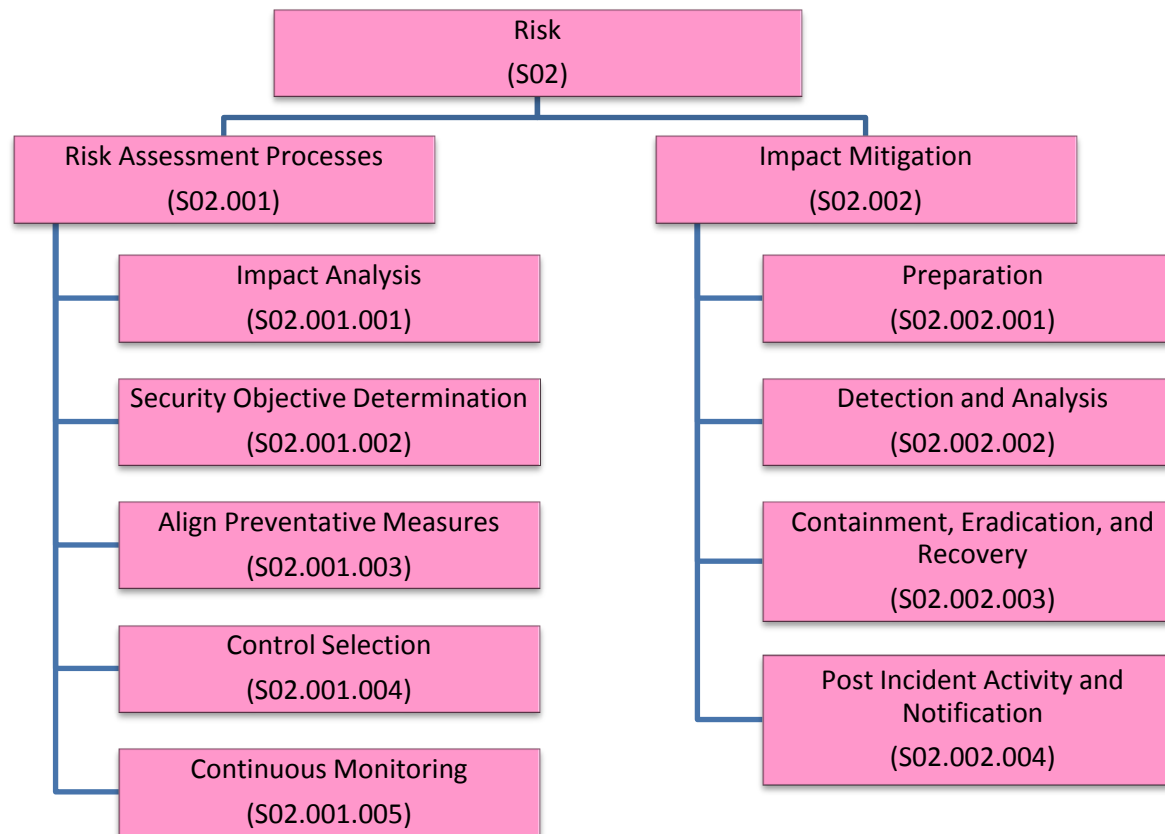 Risk
(S02)
Risk Assessment Processes
(S02.001)
Impact Analysis
(S02.001.001)
Security Objective Determination
(S02.001.002)
Align Preventative Measures
(S02.001.003)
Control Selection
(S02.001.004)
Continuous Monitoring
(S02.001.005)
Impact Mitigation
(S02.002)
Preparation
(S02.002.001)
Detection and Analysis
(S02.002.002)
Containment, Eradication, and
Recovery
(S02.002.003)
Post Incident Activity and
Notification
(S02.002.004)